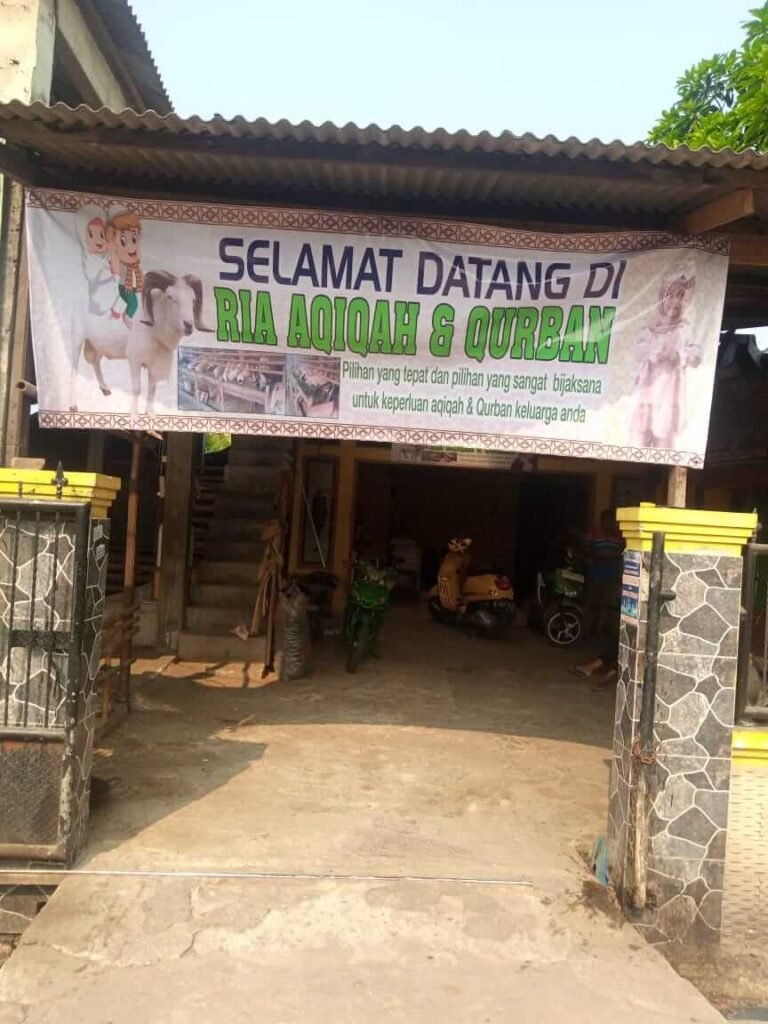 SELAMAT DATANG DI
RIA AQIQAH & QURBAN
Pilihan yang tepat dan pilihan yang sangat bijaksana
untuk keperluan aqiqah & Qurban keluarga anda